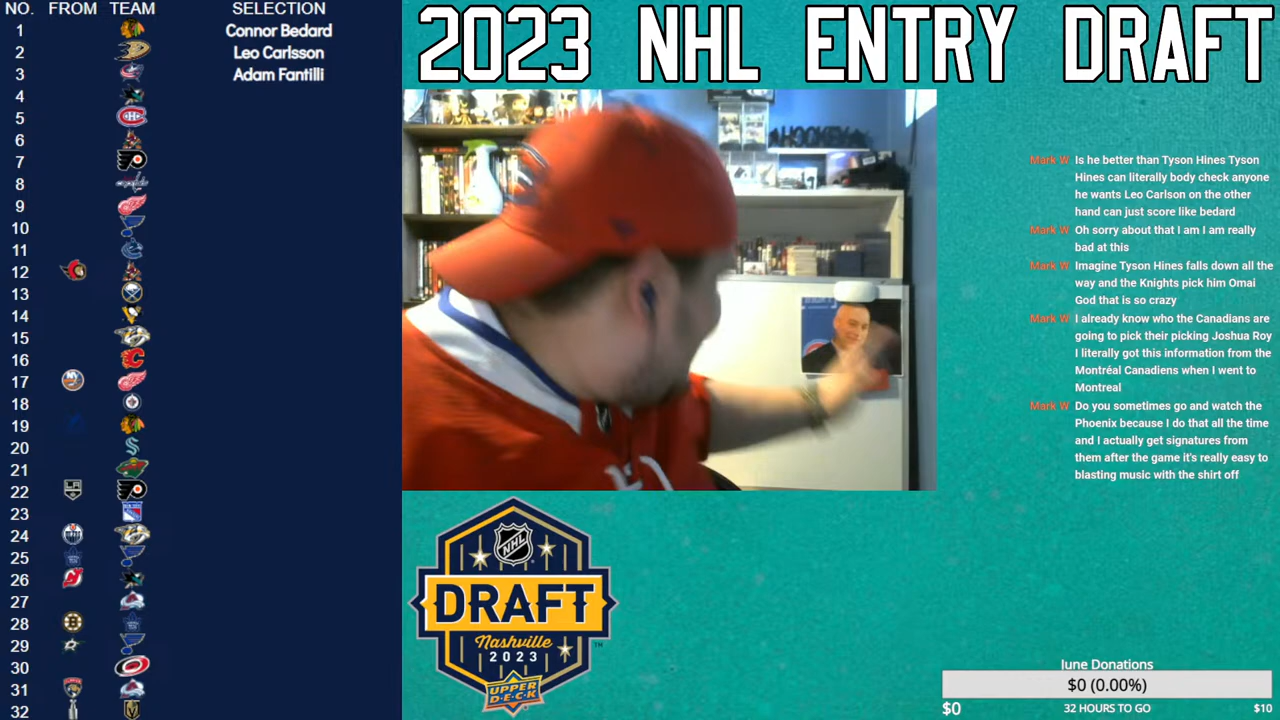 NO. FROM TEAM SELECTION
1 Connor Bedard
2 Leo Carlsson
3 Adam Fantilli
4
5
6
7
8
9
10
11
12
13
14
15
16
17
18
19
20
21
22
23
24
25
26
27
28
29
30
31
32
2023 NHL ENTRY DRAFT
HOCKEY
Mark W Is he better than Tyson Hines Tyson
Hines can literally body check anyone
he wants Leo Carlson on the other
hand can just score like bedard
Mark W Oh sorry about that I am I am really
bad at this
Mark W Imagine Tyson Hines falls down all the
way and the Knights pick him Omai
God that is so crazy
Mark W I already know who the Canadians are
going to pick their picking Joshua Roy
I literally got this information from the
Montréal Canadiens when I went to
Montreal
Mark W Do you sometimes go and watch the
Phoenix because I do that all the time
and I actually get signatures from
them after the game it's really easy to
blasting music with the shirt off
NHL
DRAFT
Nashville
2023
UPPER
DECK
TM
June Donations
$0 (0.00%)
$0 32 HOURS TO GO $10